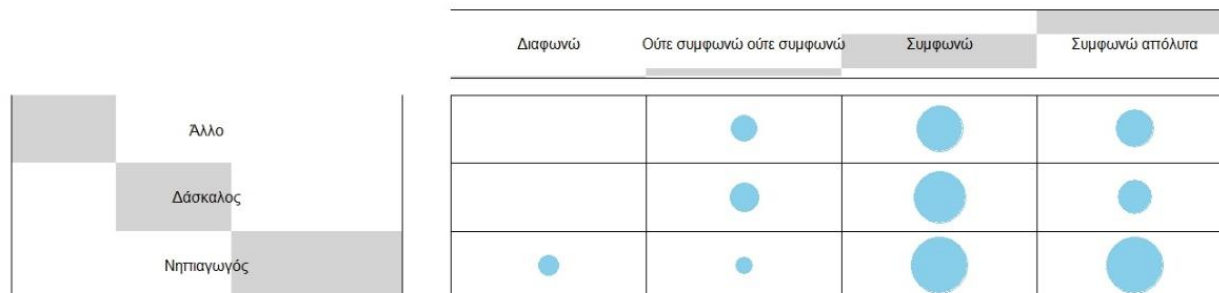 Διαφωνώ Ούτε συμφωνώ ούτε συμφωνώ Συμφωνώ Συμφωνώ απόλυτα
Άλλο
Δάσκαλος
Νηπιαγωγός